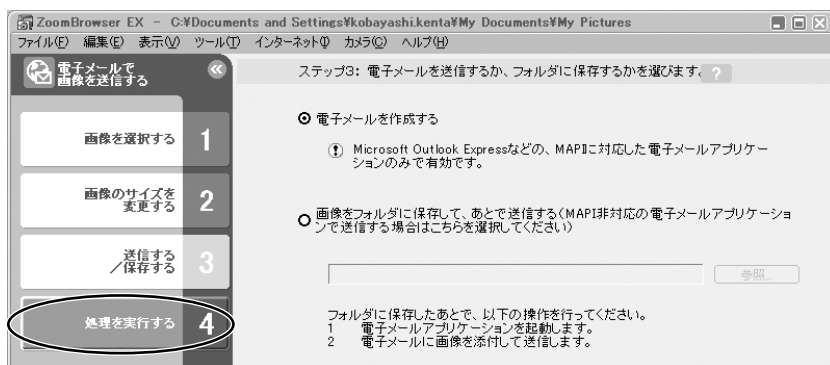 ZoomBrowser EX - C:¥Documents and Settings¥kobayashi.kenta¥My Documents¥My Pictures
ファイル(F) 編集(E) 表示(V) ツール(T) インターネット(I) カメラ(C) ヘルプ(H)
電子メールで
画像を送信する
ステップ3: 電子メールを送信するか、フォルダに保存するかを選びます。 ?
画像を選択する 1
画像のサイズを
変更する 2
送信する
／保存する 3
処理を実行する 4
電子メールを作成する
Microsoft Outlook Expressなどの、MAPIに対応した電子メールアプリケー
ションのみで有効です。
画像をフォルダに保存して、あとで送信する(MAPI非対応の電子メールアプリケーショ
ンで送信する場合はこちらを選択してください)
参照...
フォルダに保存したあとで、以下の操作を行ってください。
1 電子メールアプリケーションを起動します。
2 電子メールに画像を添付して送信します。